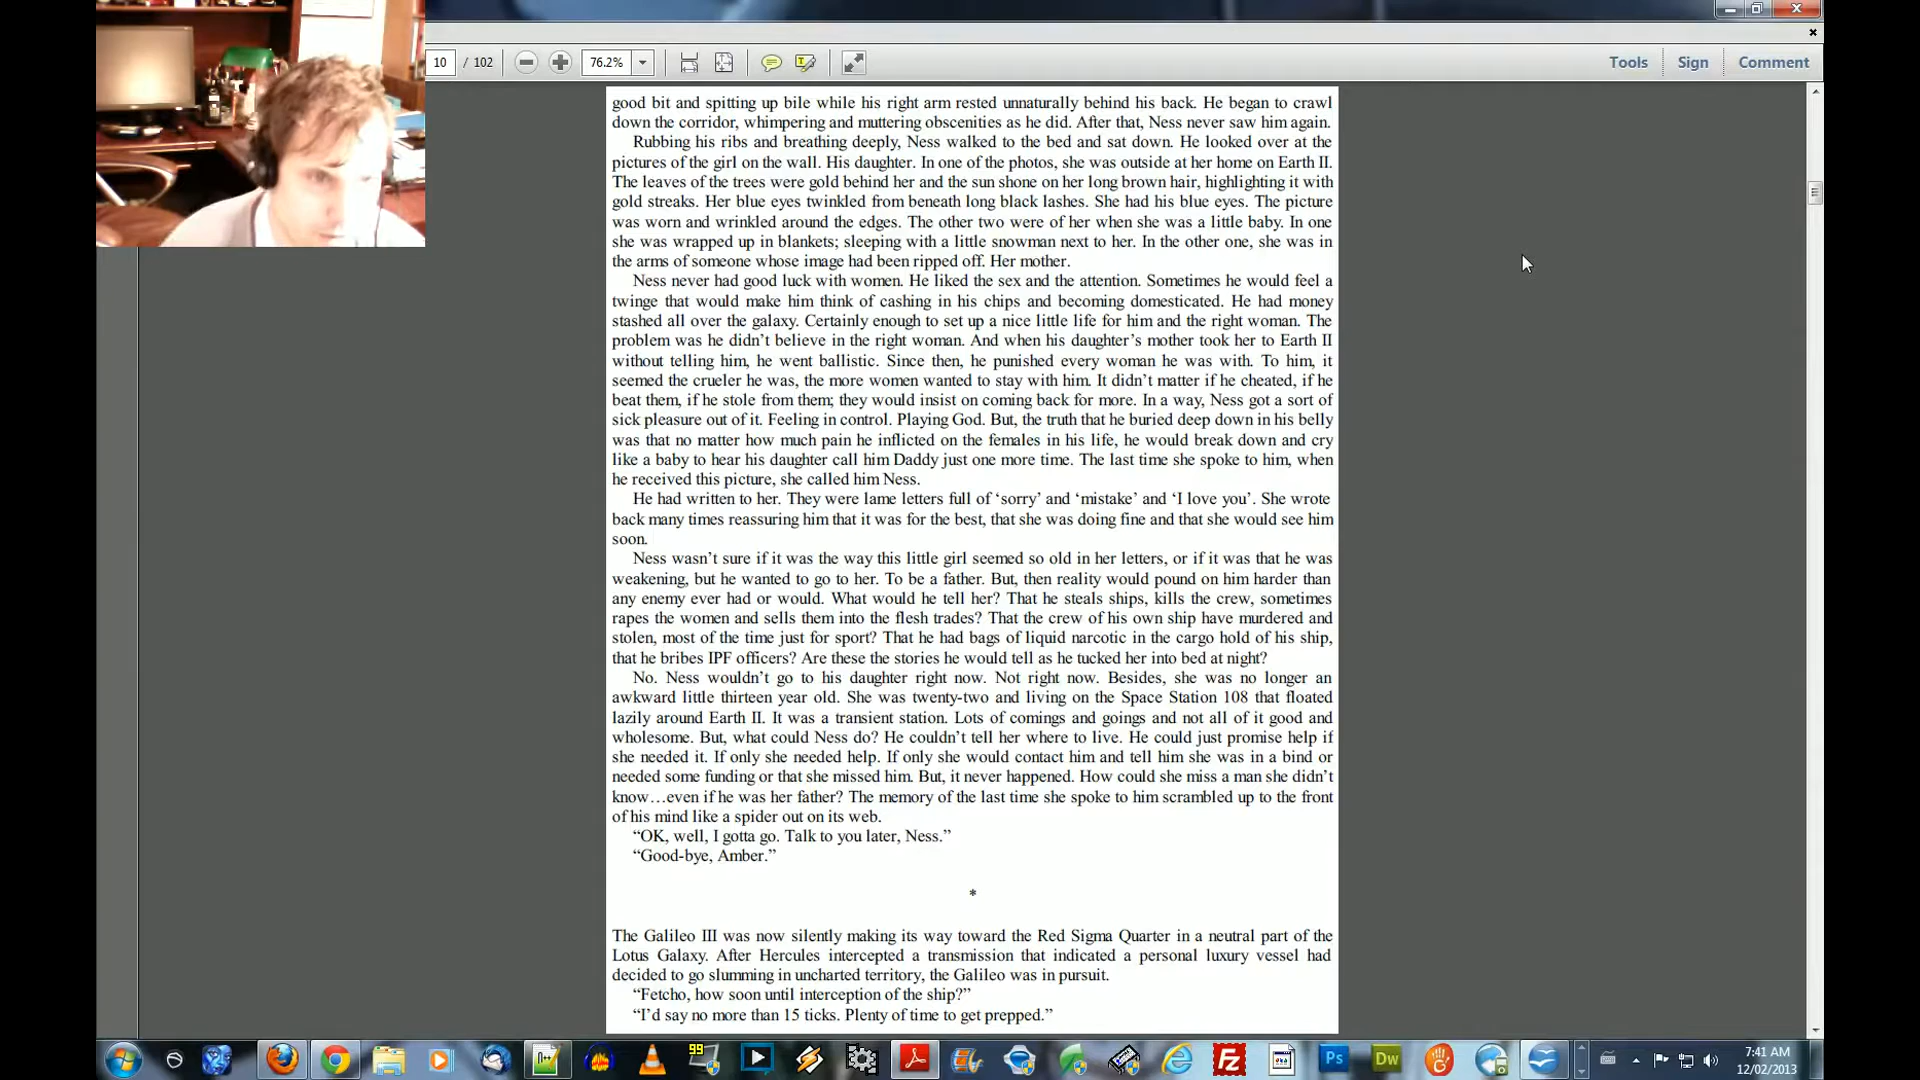 10 / 102
76.2%
Tools
Sign
Comment
good bit and spitting up bile while his right arm rested unnaturally behind his back. He began to crawl
down the corridor, whimpering and muttering obscenities as he did. After that, Ness never saw him again.
Rubbing his ribs and breathing deeply, Ness walked to the bed and sat down. He looked over at the
pictures of the girl on the wall. His daughter. In one of the photos, she was outside at her home on Earth II.
The leaves of the trees were gold behind her and the sun shone on her long brown hair, highlighting it with
gold streaks. Her blue eyes twinkled from beneath long black lashes. She had his blue eyes. The picture
was worn and wrinkled around the edges. The other two were of her when she was a little baby. In one
she was wrapped up in blankets; sleeping with a little snowman next to her. In the other one, she was in
the arms of someone whose image had been ripped off. Her mother.
Ness never had good luck with women. He liked the sex and the attention. Sometimes he would feel a
twinge that would make him think of cashing in his chips and becoming domesticated. He had money
stashed all over the galaxy. Certainly enough to set up a nice little life for him and the right woman. The
problem was he didn’t believe in the right woman. And when his daughter’s mother took her to Earth II
without telling him, he went ballistic. Since then, he punished every woman he was with. To him, it
seemed the crueler he was, the more women wanted to stay with him. It didn’t matter if he cheated, if he
beat them, if he stole from them; they would insist on coming back for more. In a way, Ness got a sort of
sick pleasure out of it. Feeling in control. Playing God. But, the truth that he buried deep down in his belly
was that no matter how much pain he inflicted on the females in his life, he would break down and cry
like a baby to hear his daughter call him Daddy just one more time. The last time she spoke to him, when
he received this picture, she called him Ness.
He had written to her. They were lame letters full of ‘sorry’ and ‘mistake’ and ‘I love you’. She wrote
back many times reassuring him that it was for the best, that she was doing fine and that she would see him
soon.
Ness wasn’t sure if it was the way this little girl seemed so old in her letters, or if it was that he was
weakening, but he wanted to go to her. To be a father. But, then reality would pound on him harder than
any enemy ever had or would. What would he tell her? That he steals ships, kills the crew, sometimes
rapes the women and sells them into the flesh trades? That the crew of his own ship have murdered and
stolen, most of the time just for sport? That he had bags of liquid narcotic in the cargo hold of his ship,
that he bribes IPF officers? Are these the stories he would tell as he tucked her into bed at night?
No. Ness wouldn’t go to his daughter right now. Not right now. Besides, she was no longer an
awkward little thirteen year old. She was twenty-two and living on the Space Station 108 that floated
lazily around Earth II. It was a transient station. Lots of comings and goings and not all of it good and
wholesome. But, what could Ness do? He couldn’t tell her where to live. He could just promise help if
she needed it. If only she needed help. If only she would contact him and tell him she was in a bind or
needed some funding or that she missed him. But, it never happened. How could she miss a man she didn’t
know…even if he was her father? The memory of the last time she spoke to him scrambled up to the front
of his mind like a spider out on its web.
“OK, well, I gotta go. Talk to you later, Ness.”
“Good-bye, Amber.”
*
The Galileo III was now silently making its way toward the Red Sigma Quarter in a neutral part of the
Lotus Galaxy. After Hercules intercepted a transmission that indicated a personal luxury vessel had
decided to go slumming in uncharted territory, the Galileo was in pursuit.
“Fetcho, how soon until interception of the ship?”
“I’d say no more than 15 ticks. Plenty of time to get prepped.”
99
Fz
Ps
Dw
7:41 AM
12/02/2013